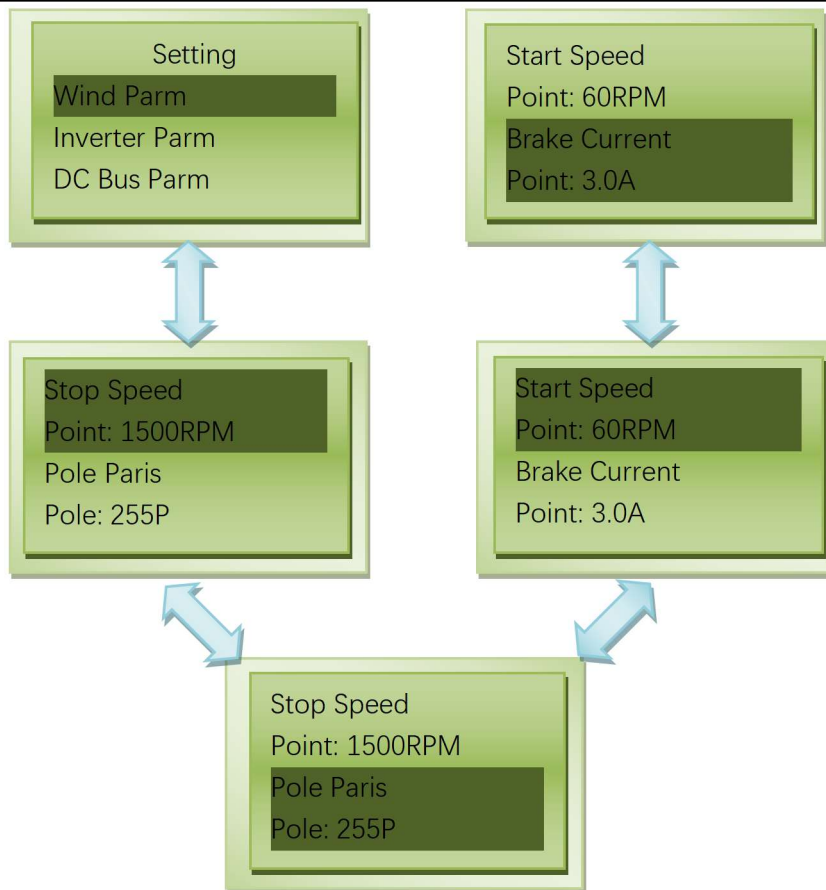 Setting
Wind Parm
Inverter Parm
DC Bus Parm
Start Speed
Point: 60RPM
Brake Current
Point: 3.0A
Stop Speed
Point: 1500RPM
Pole Paris
Pole: 255P
Start Speed
Point: 60RPM
Brake Current
Point: 3.0A
Stop Speed
Point: 1500RPM
Pole Paris
Pole: 255P